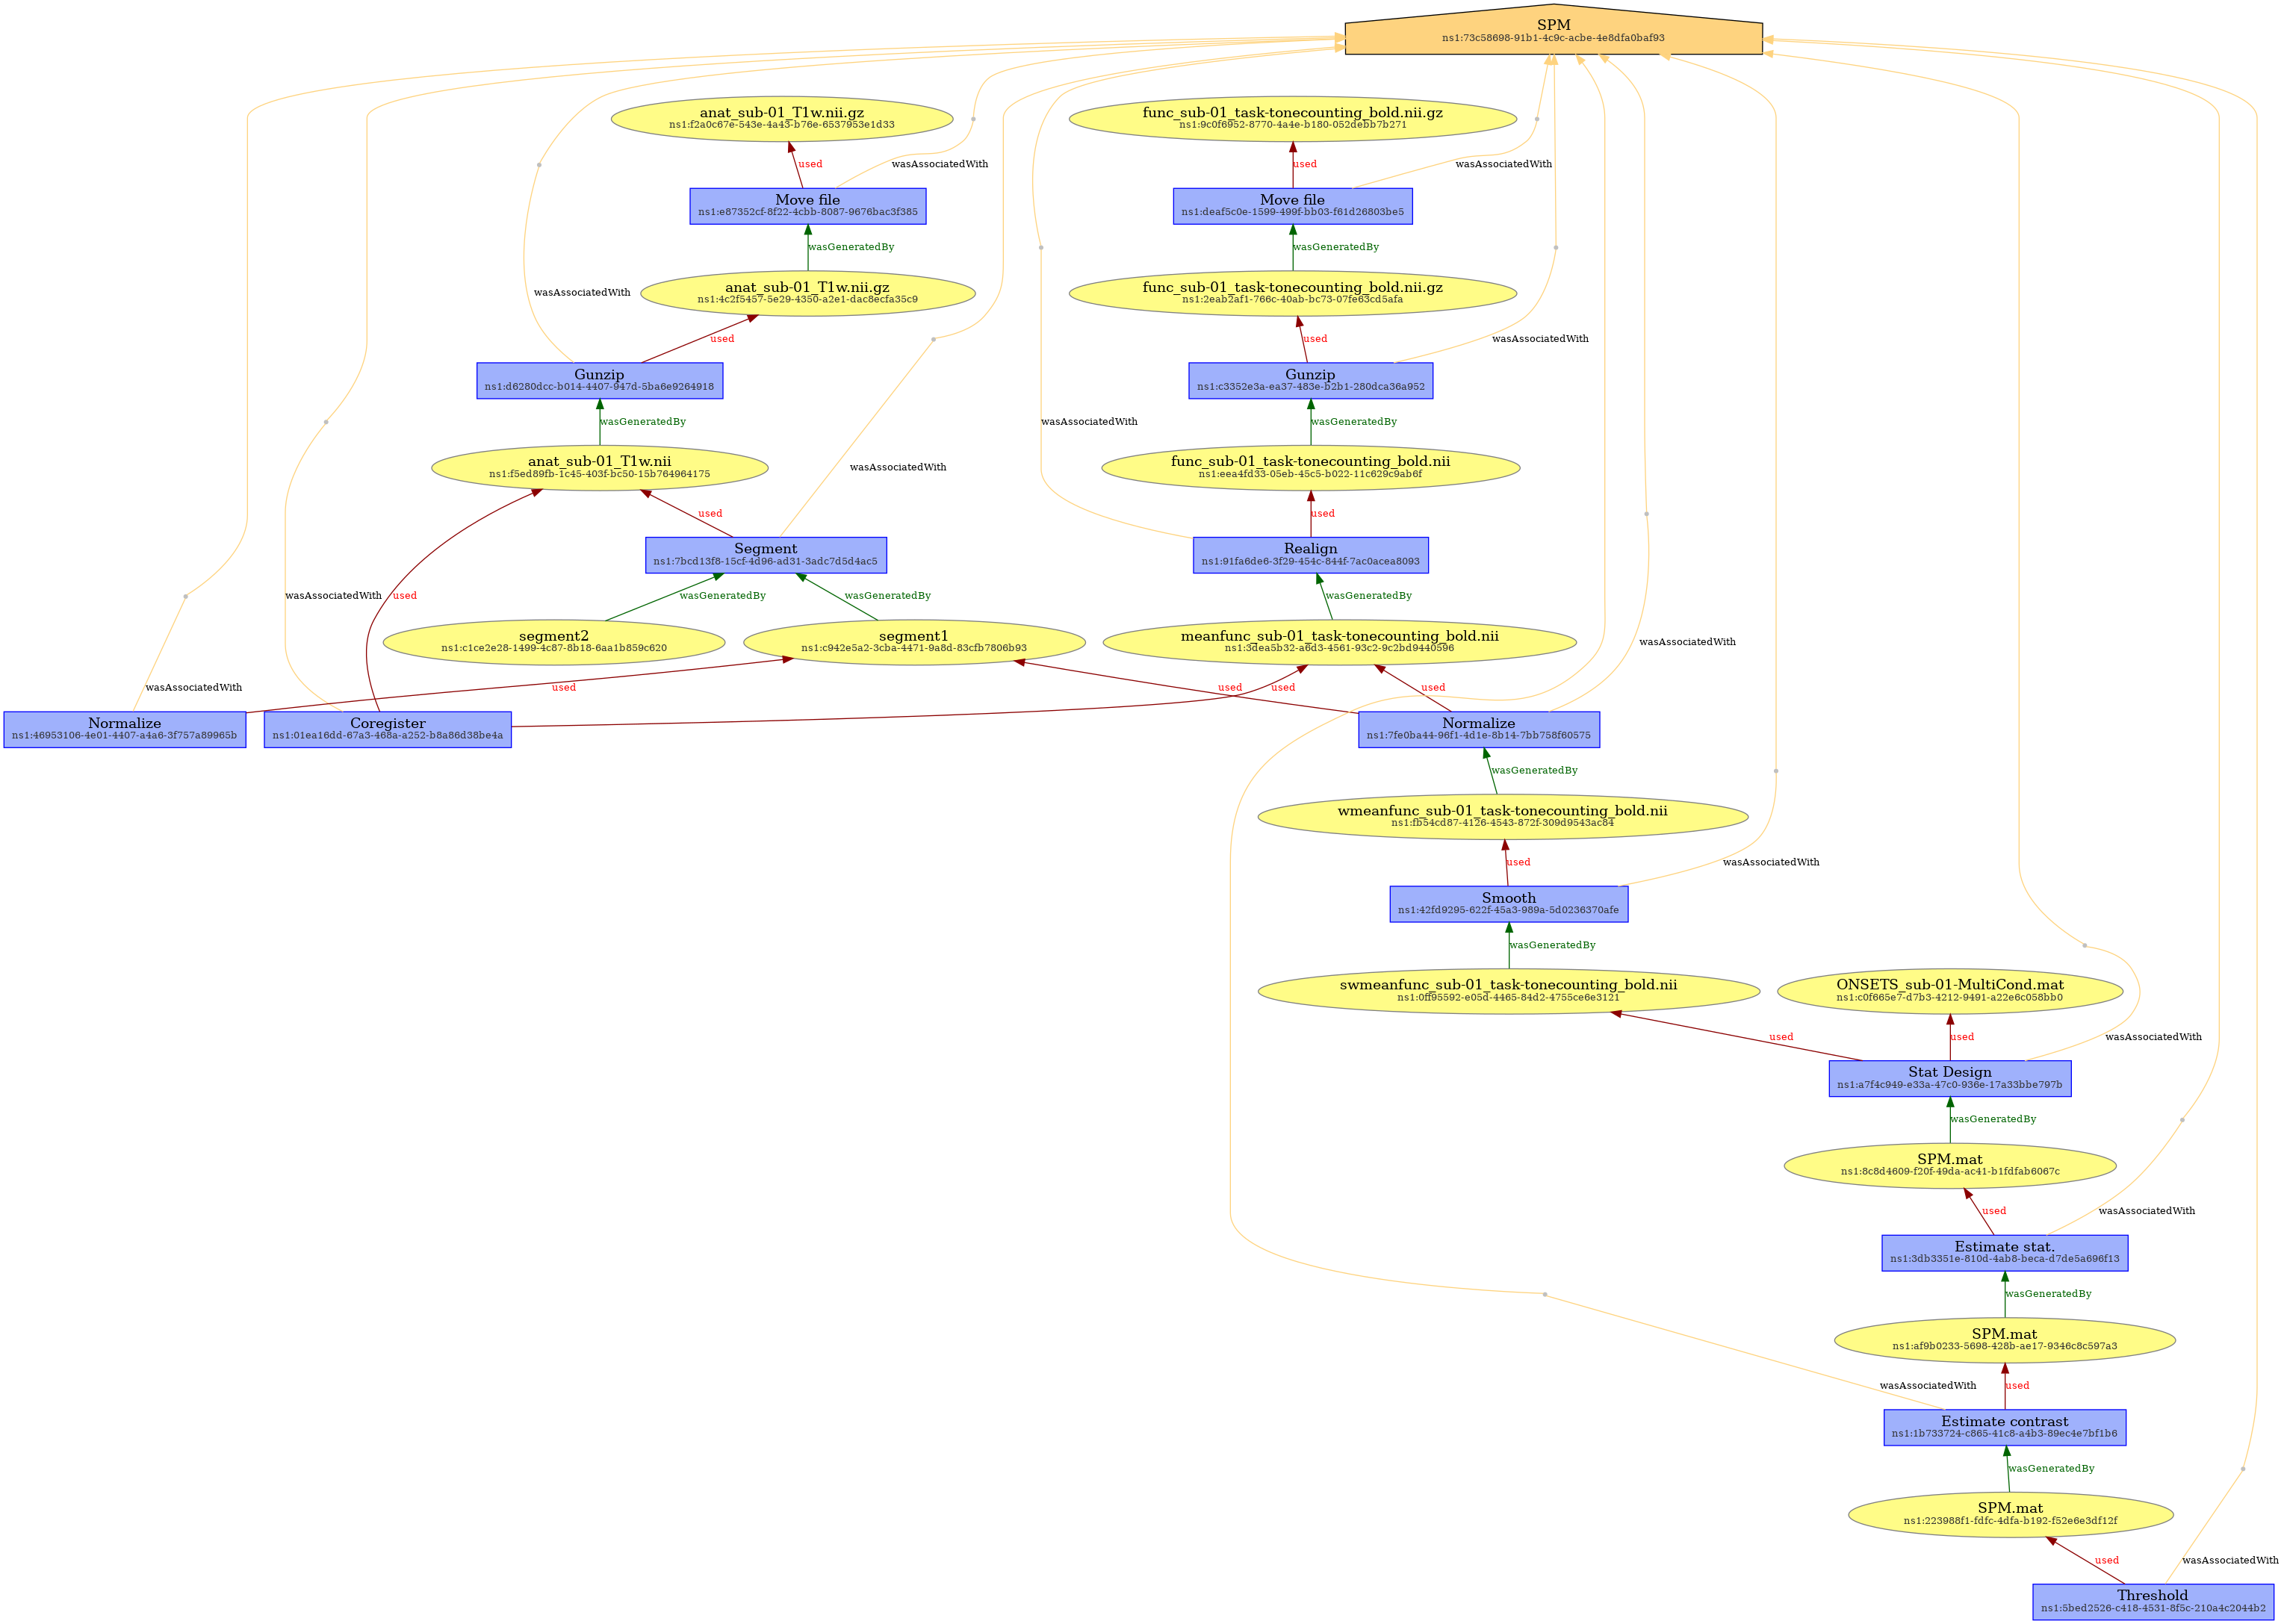 SPM
ns1:73c58698-91b1-4c9c-acbe-4e8dfa0baf93
anat_sub-01_T1w.nii.gz
ns1:f2a0c67e-543e-4a43-b76e-6537953e1d33
func_sub-01_task-tonecounting_bold.nii.gz
ns1:9c0f6952-8770-4a4e-b180-052debb7b271
used
wasAssociatedWith
used
wasAssociatedWith
Move file
ns1:e87352cf-8f22-4cbb-8087-9676bac3f385
Move file
ns1:deaf5c0e-1599-499f-bb03-f61d26803be5
wasGeneratedBy
wasGeneratedBy
wasAssociatedWith
anat_sub-01_T1w.nii.gz
ns1:4c2f5457-5e29-4350-a2e1-dac8ecfa35c9
func_sub-01_task-tonecounting_bold.nii.gz
ns1:2eab2af1-766c-40ab-bc73-07fe63cd5afa
used
used
wasAssociatedWith
Gunzip
ns1:d6280dcc-b014-4407-947d-5ba6e9264918
Gunzip
ns1:c3352e3a-ea37-483e-b2b1-280dca36a952
wasGeneratedBy
wasAssociatedWith
wasGeneratedBy
anat_sub-01_T1w.nii
ns1:f5ed89fb-1c45-403f-bc50-15b764964175
wasAssociatedWith
func_sub-01_task-tonecounting_bold.nii
ns1:eea4fd33-05eb-45c5-b022-11c629c9ab6f
used
used
Segment
ns1:7bcd13f8-15cf-4d96-ad31-3adc7d5d4ac5
Realign
ns1:91fa6de6-3f29-454c-844f-7ac0acea8093
wasAssociatedWith
used
wasGeneratedBy
wasGeneratedBy
wasGeneratedBy
segment2
ns1:c1ce2e28-1499-4c87-8b18-6aa1b859c620
segment1
ns1:c942e5a2-3cba-4471-9a8d-83cfb7806b93
meanfunc_sub-01_task-tonecounting_bold.nii
ns1:3dea5b32-a6d3-4561-93c2-9c2bd9440596
wasAssociatedWith
wasAssociatedWith
used
used
used
used
Normalize
ns1:46953106-4e01-4407-a4a6-3f757a89965b
Coregister
ns1:01ea16dd-67a3-468a-a252-b8a86d38be4a
Normalize
ns1:7fe0ba44-96f1-4d1e-8b14-7bb758f60575
wasGeneratedBy
wmeanfunc_sub-01_task-tonecounting_bold.nii
ns1:fb54cd87-4126-4543-872f-309d9543ac84
used
wasAssociatedWith
Smooth
ns1:42fd9295-622f-45a3-989a-5d0236370afe
wasGeneratedBy
swmeanfunc_sub-01_task-tonecounting_bold.nii
ns1:0ff95592-e05d-4465-84d2-4755ce6e3121
ONSETS_sub-01-MultiCond.mat
ns1:c0f665e7-d7b3-4212-9491-a22e6c058bb0
used
used
wasAssociatedWith
Stat Design
ns1:a7f4c949-e33a-47c0-936e-17a33bbe797b
wasGeneratedBy
SPM.mat
ns1:8c8d4609-f20f-49da-ac41-b1fdfab6067c
used
wasAssociatedWith
Estimate stat.
ns1:3db3351e-810d-4ab8-beca-d7de5a696f13
wasGeneratedBy
SPM.mat
ns1:af9b0233-5698-428b-ae17-9346c8c597a3
wasAssociatedWith
used
Estimate contrast
ns1:1b733724-c865-41c8-a4b3-89ec4e7bf1b6
wasGeneratedBy
SPM.mat
ns1:223988f1-fdfc-4dfa-b192-f52e6e3df12f
used
wasAssociatedWith
Threshold
ns1:5bed2526-c418-4531-8f5c-210a4c2044b2